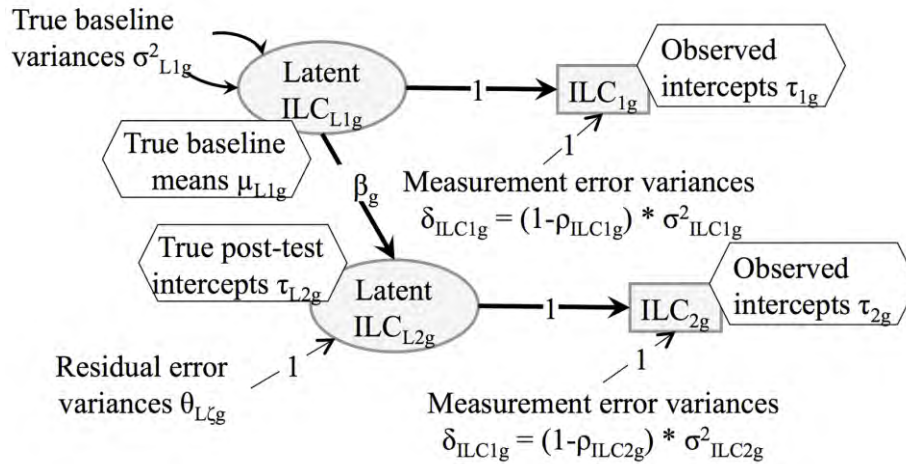 True baseline
variances σ²L1g
Latent
ILCL1g
1
ILC1g
Observed
intercepts τ1g
True baseline
means μL1g
1
βg
Measurement error variances
δILC1g = (1-ρILC1g) * σ²ILC1g
True post-test
intercepts τL2g
Latent
ILCL2g
1
ILC2g
Observed
intercepts τ2g
Residual error
variances θLζg
1
1
Measurement error variances
δILC1g = (1-ρILC2g) * σ²ILC2g